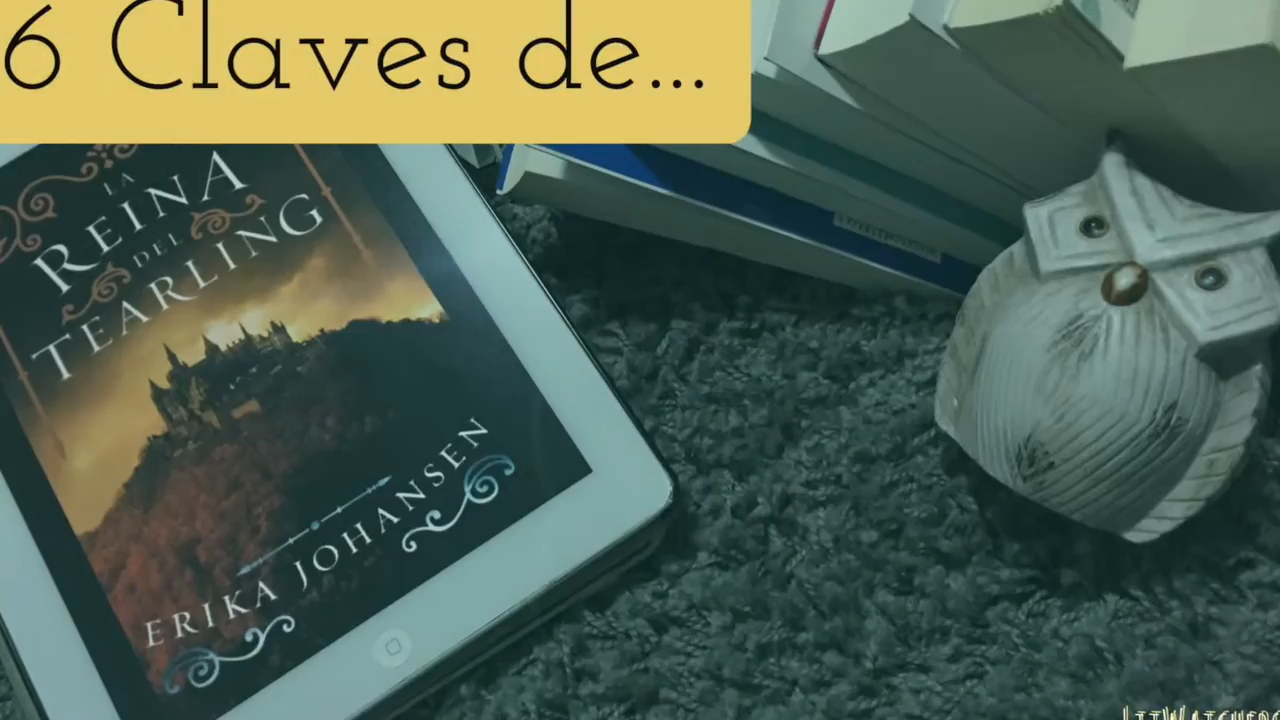 6 Claves de...
LA
REINA
DEL
TEARLING
ERIKA JOHANSEN